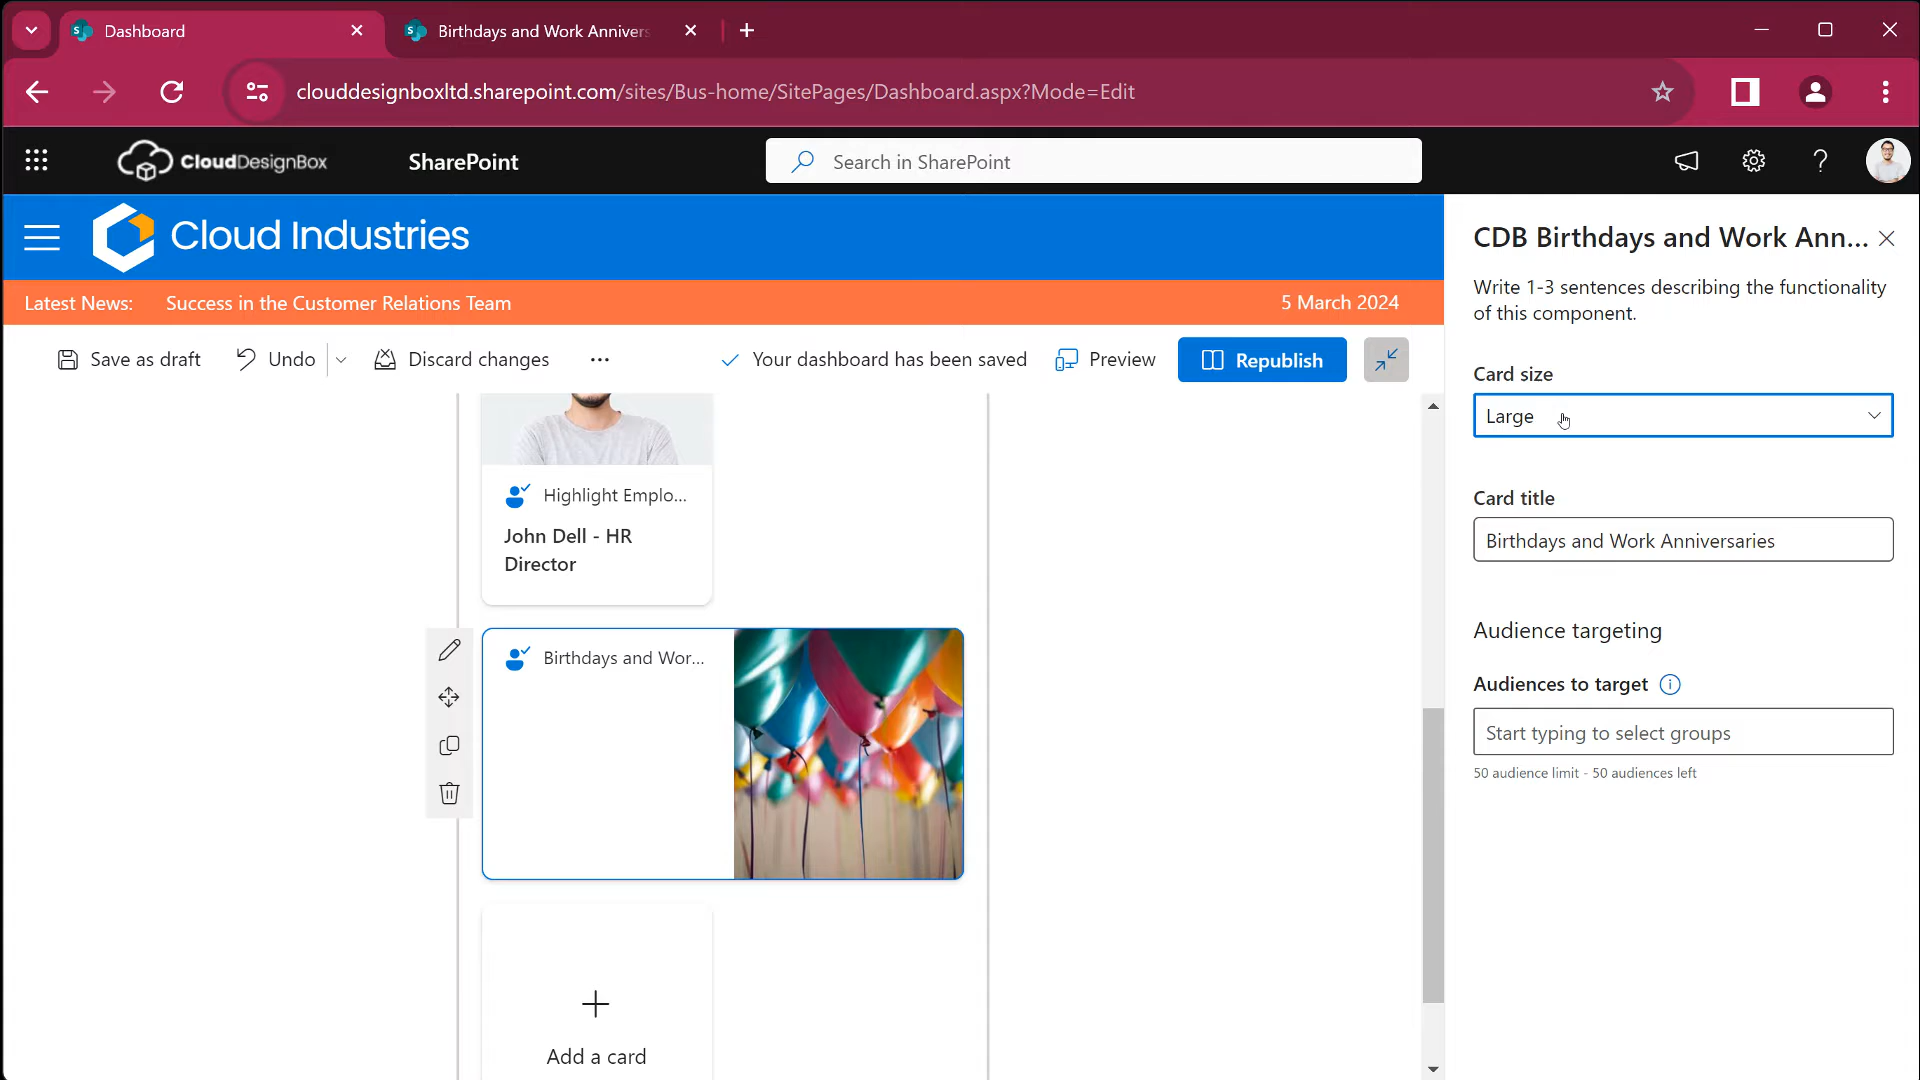 Dashboard
Birthdays and Work Annivers
clouddesignboxltd.sharepoint.com/sites/Bus-home/SitePages/Dashboard.aspx?Mode=Edit
CloudDesignBox
SharePoint
Search in SharePoint
Cloud Industries
Latest News: Success in the Customer Relations Team 5 March 2024
Save as draft
Undo
Discard changes
Your dashboard has been saved
Preview
Republish
Highlight Emplo...
John Dell - HR
Director
Birthdays and Wor...
Add a card
CDB Birthdays and Work Ann...
Write 1-3 sentences describing the functionality
of this component.
Card size
Large
Card title
Birthdays and Work Anniversaries
Audience targeting
Audiences to target
Start typing to select groups
50 audience limit - 50 audiences left